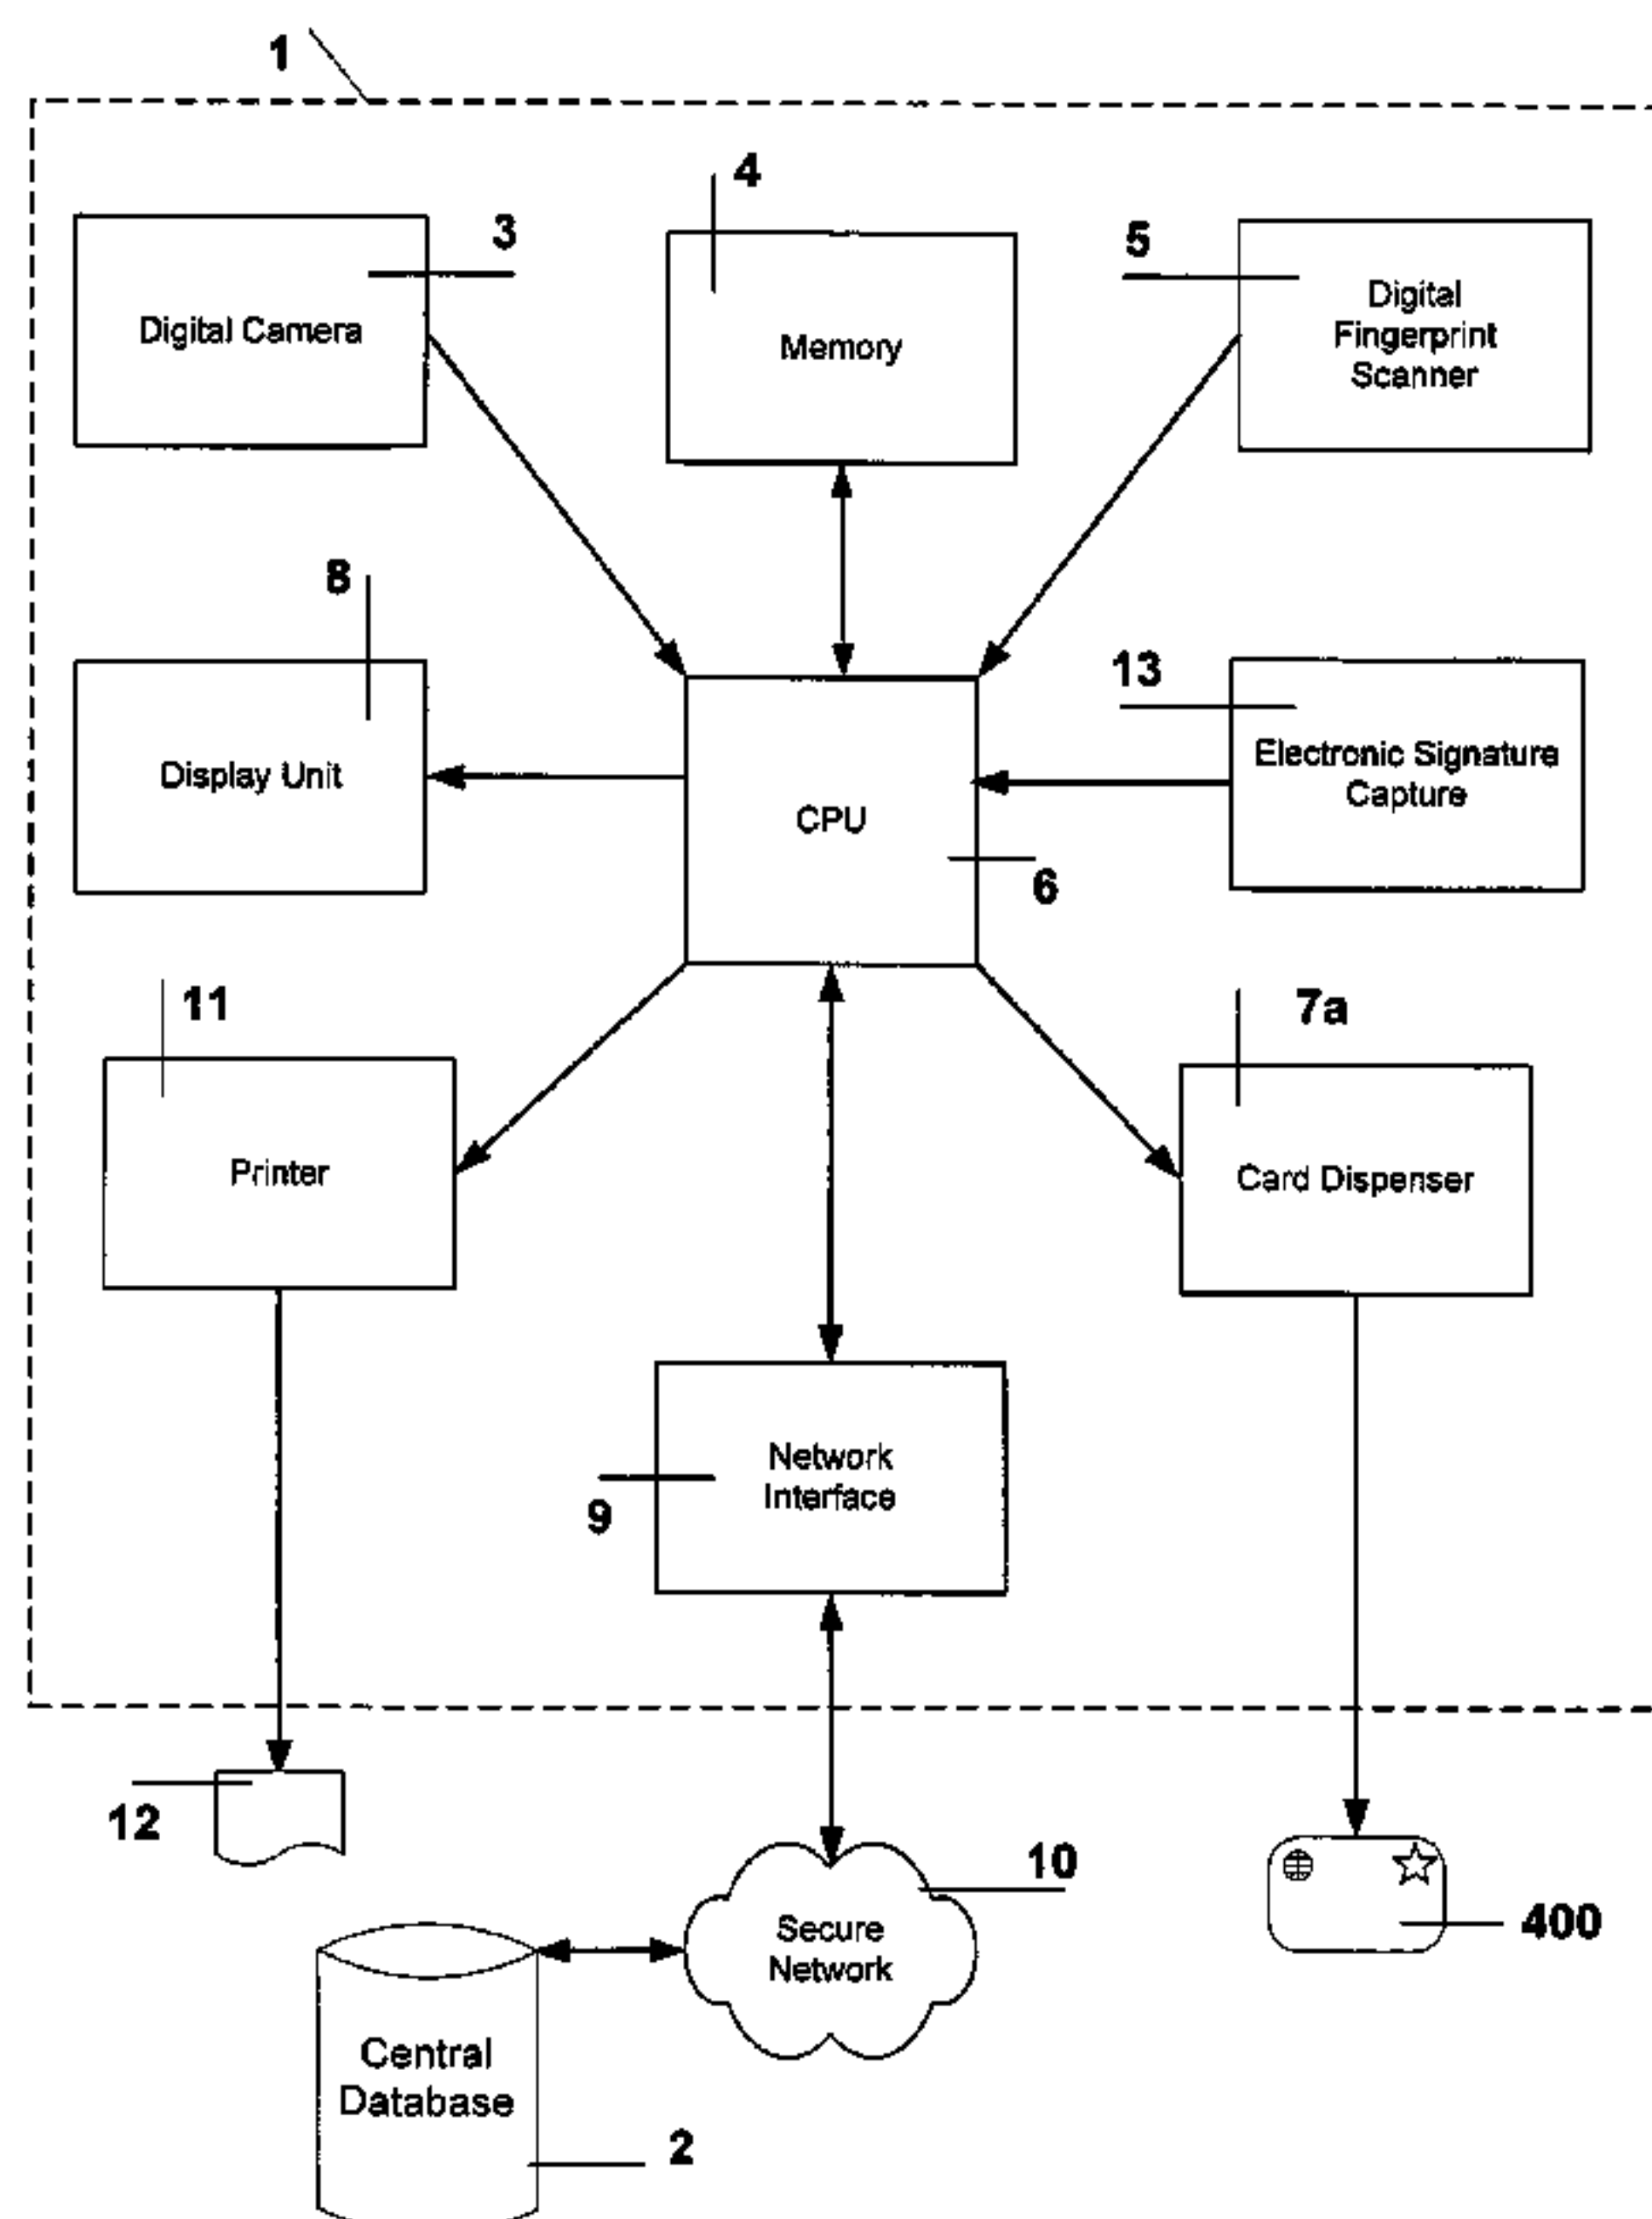 1
4
3
5
Digital Camera
Memory
Digital
Fingerprint
Scanner
8
13
Display Unit
CPU
Electronic Signature
Capture
6
11
7a
Printer
Card Dispenser
Network
Interface
9
12
10
Secure
Network
400
Central
Database
2